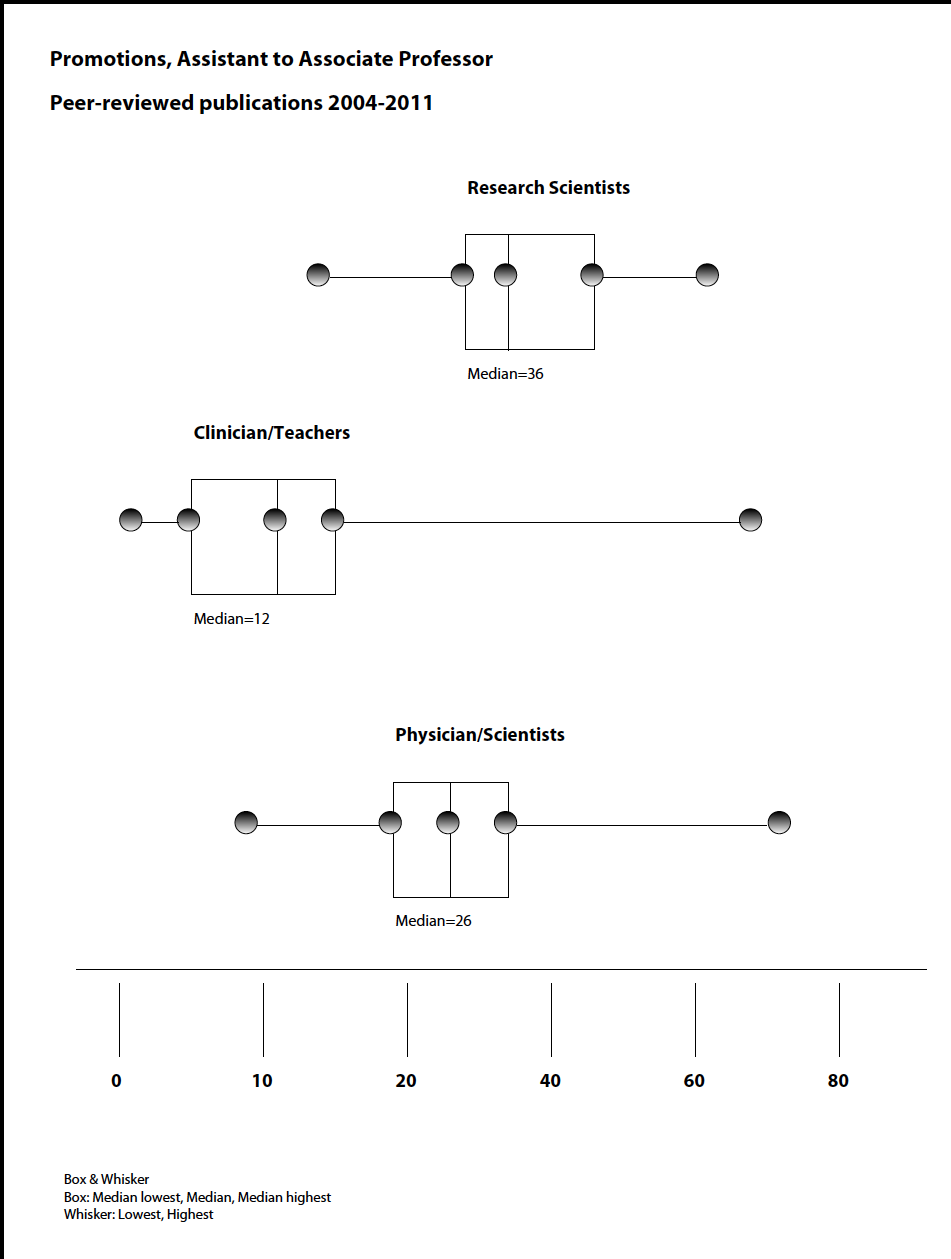 Promotions, Assistant to Associate Professor
Peer-reviewed publications 2004-2011
Research Scientists
Median=36
Clinician/Teachers
Median=12
Physician/Scientists
Median=26
0 10 20 40 60 80
Box & Whisker
Box: Median lowest, Median, Median highest
Whisker: Lowest, Highest